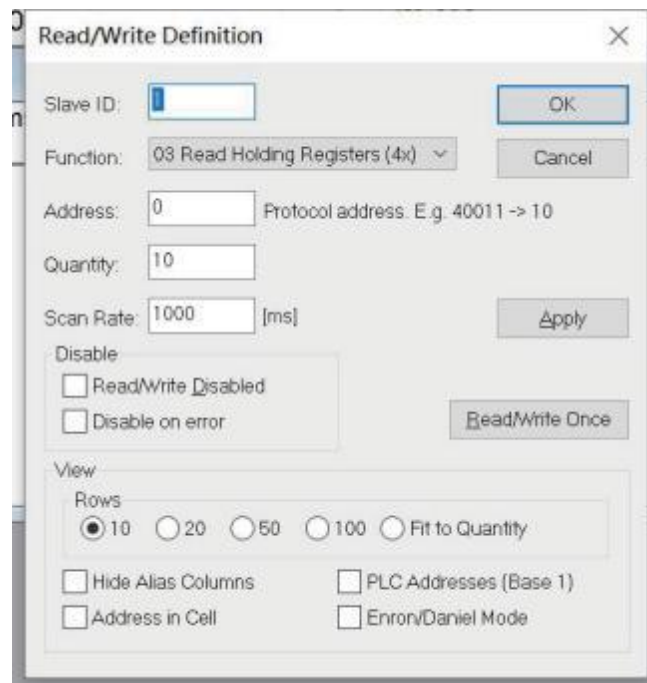 Read/Write Definition
Slave ID: 1 OK
Function: 03 Read Holding Registers (4x) Cancel
Address: 0 Protocol address. E.g. 40011 -> 10
Quantity: 10
Scan Rate: 1000 [ms] Apply
Disable
Read/Write Disabled
Disable on error
Read/Write Once
View
Rows
10 20 50 100 Fit to Quantity
Hide Alias Columns PLC Addresses (Base 1)
Address in Cell Enron/Daniel Mode